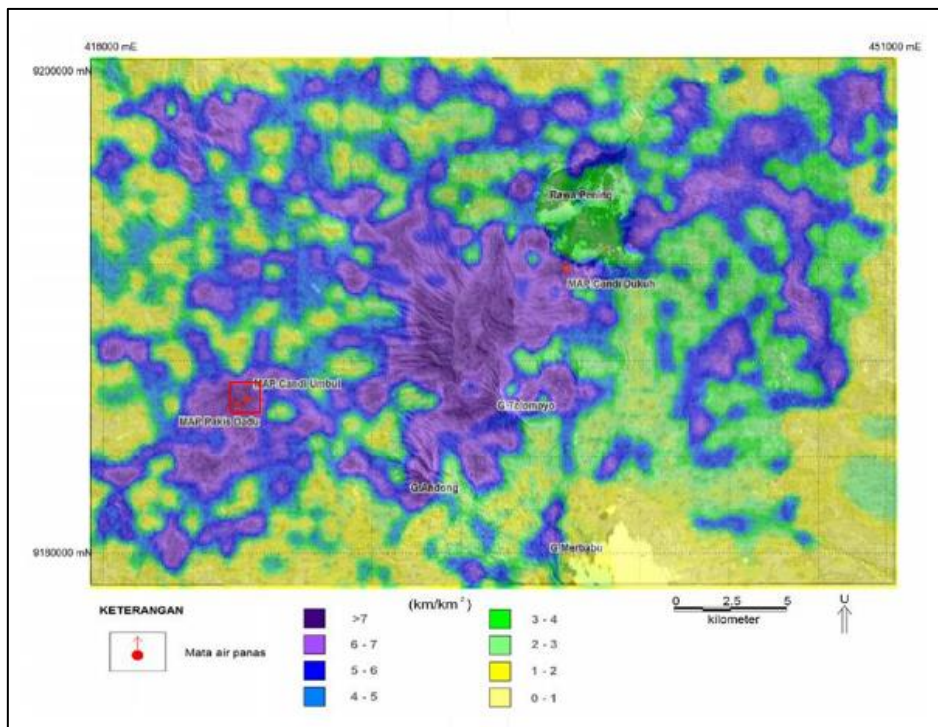 418000 mE
451000 mE
9200000 mN
Rawa Pening
MAP Candi Dukuh
MAP Candi Umbul
G.Telomoyo
MAP Pakis Dadu
G.Andong
9180000 mN
G Merbabu
KETERANGAN
Mata air panas
(km/km²)
>7
6 - 7
5 - 6
4 - 5
3 - 4
2 - 3
1 - 2
0 - 1
0 2.5 5
kilometer
U